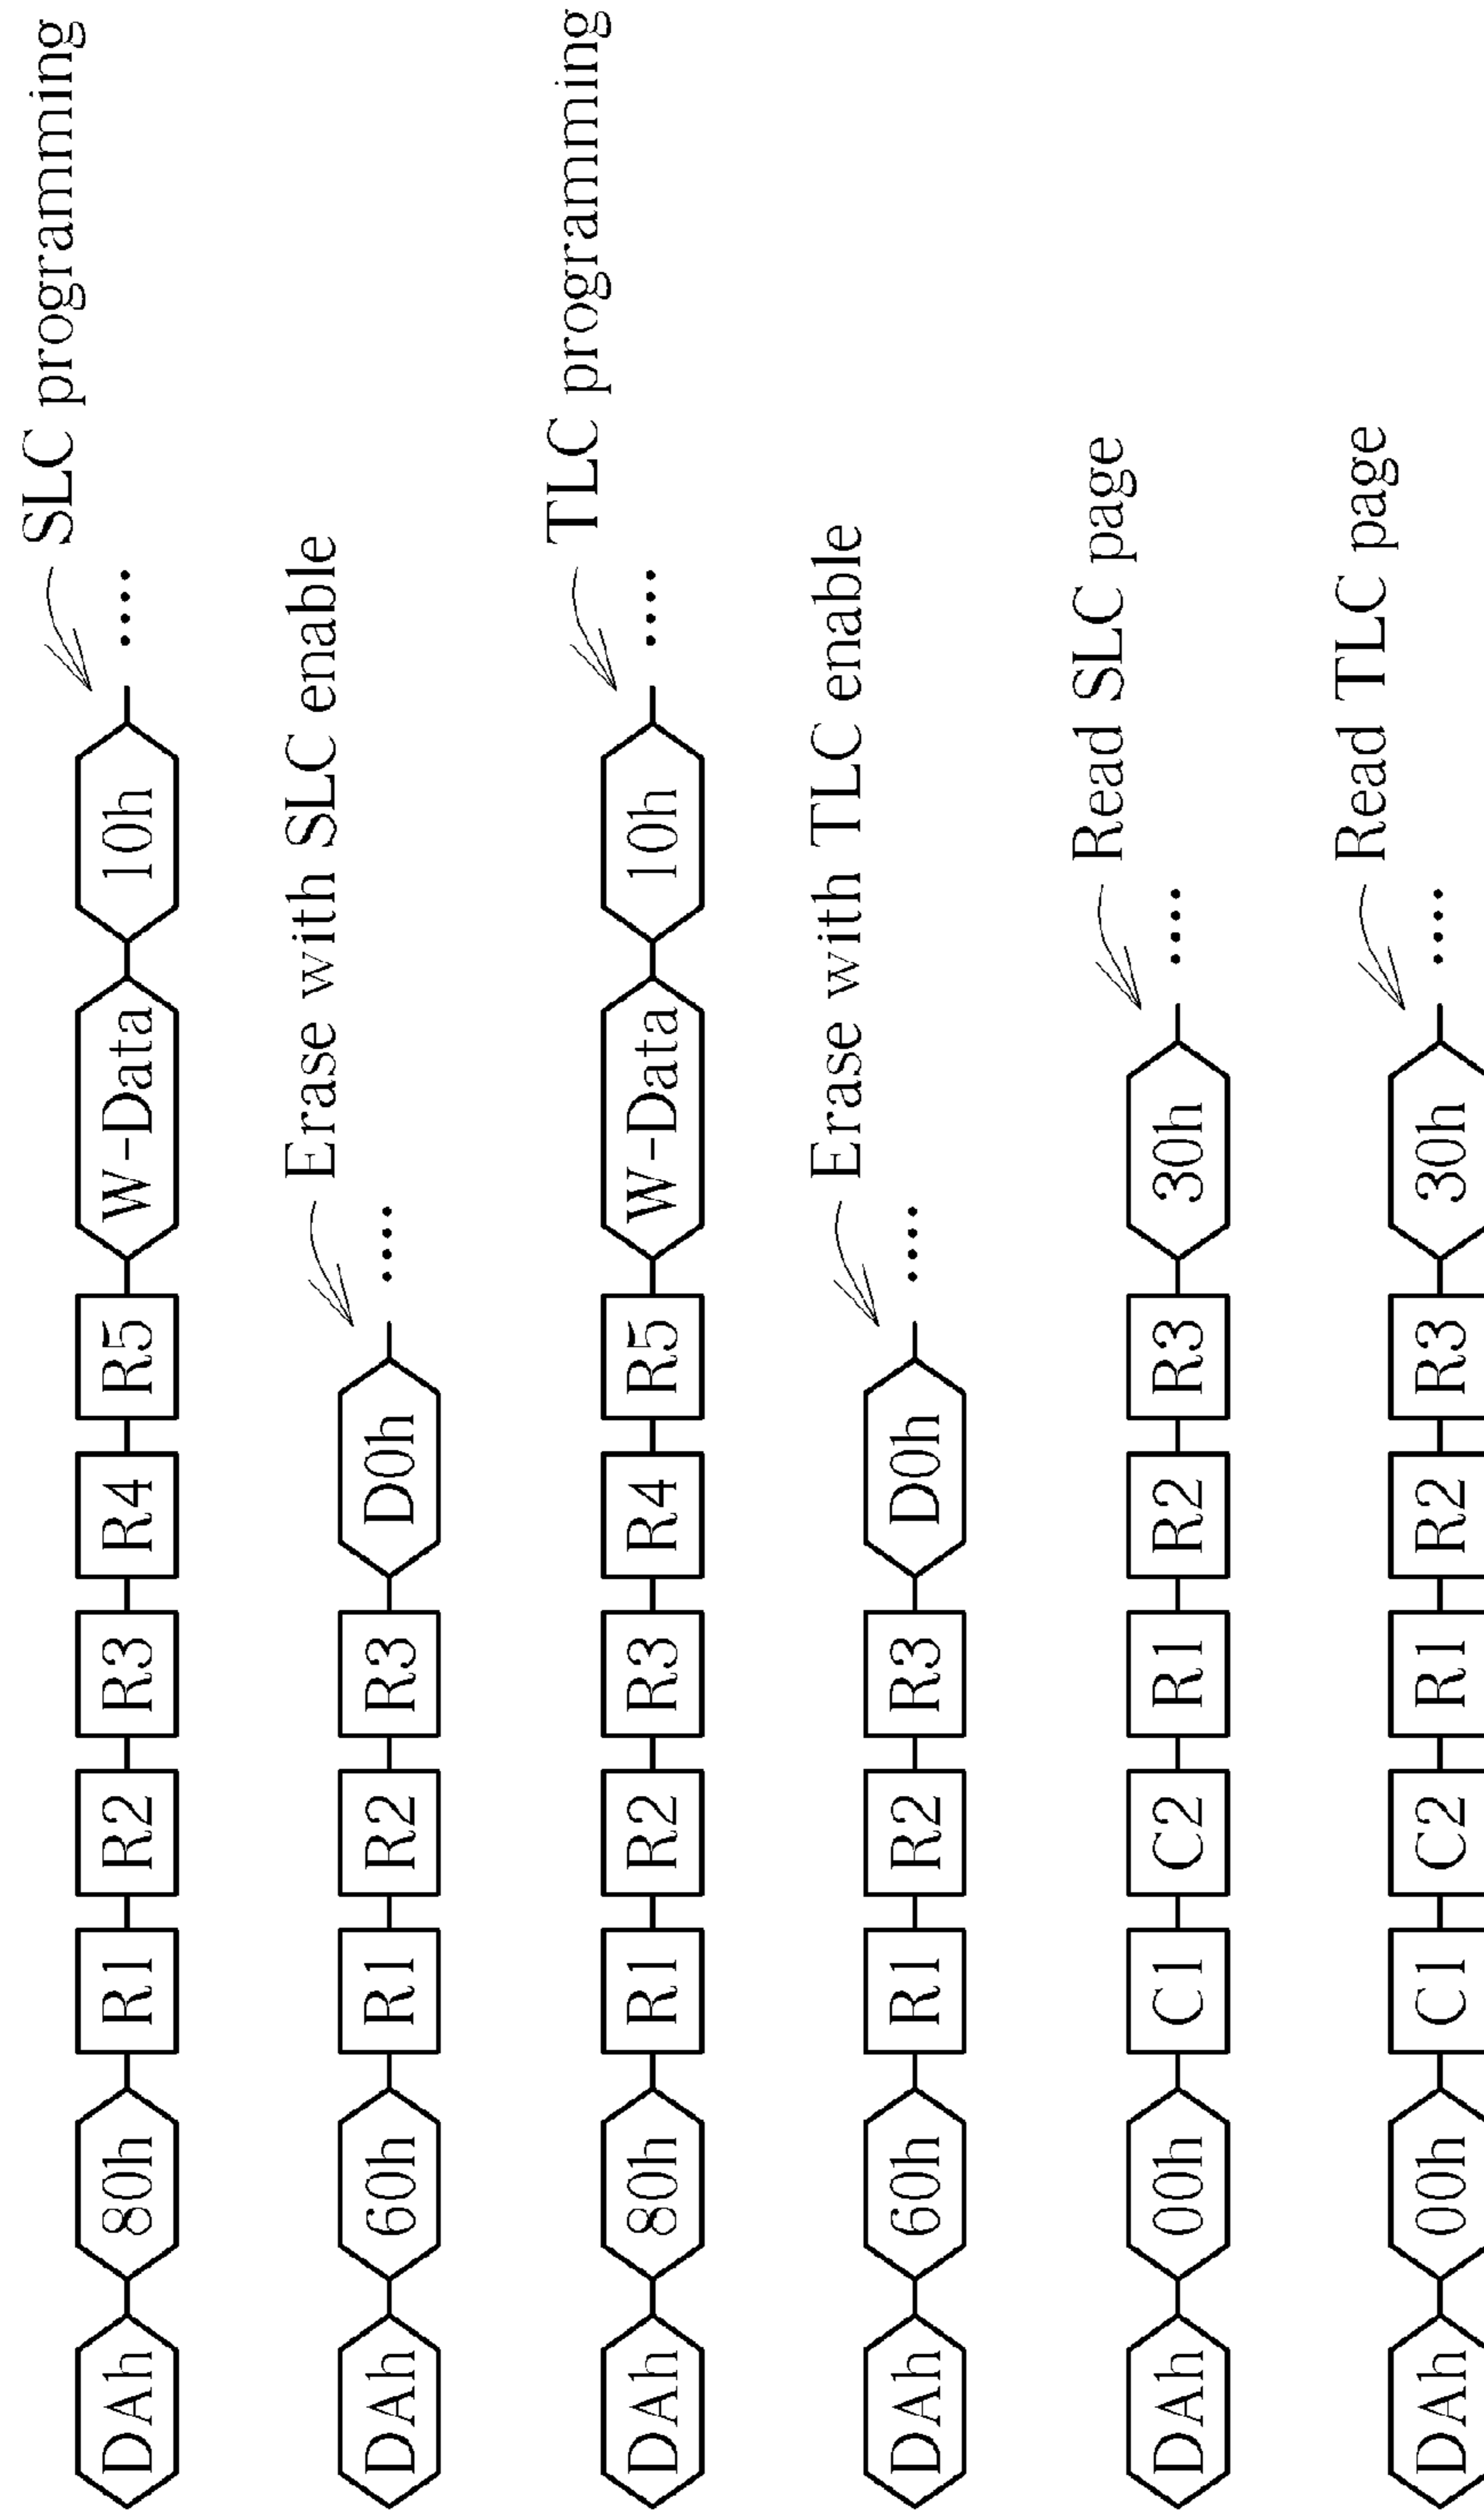 DAh 80h R1 R2 R3 R4 R5 W-Data 10h .... SLC programming
DAh 60h R1 R2 R3 D0h .... Erase with SLC enable
DAh 80h R1 R2 R3 R4 R5 W-Data 10h .... TLC programming
DAh 60h R1 R2 R3 D0h .... Erase with TLC enable
DAh 00h C1 C2 R1 R2 R3 30h .... Read SLC page
DAh 00h C1 C2 R1 R2 R3 30h .... Read TLC page